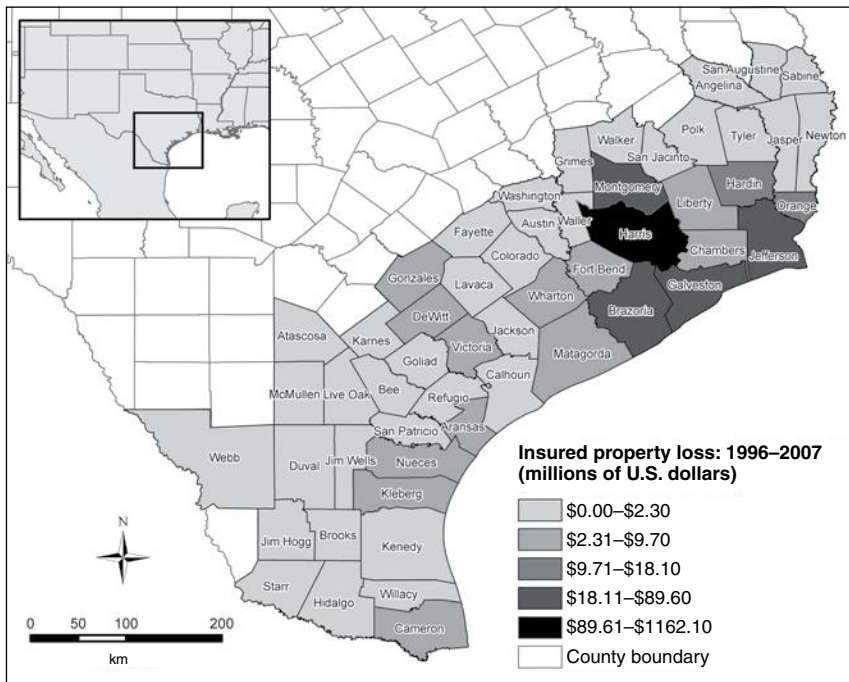 San Augustine
Sabine
Angelina
Polk
Tyler
Jasper
Newton
Walker
San Jacinto
Grimes
Montgomery
Hardin
Liberty
Orange
Washington
Austin
Waller
Harris
Chambers
Jefferson
Fayette
Colorado
Fort Bend
Galveston
Gonzales
Lavaca
Wharton
Brazoria
DeWitt
Jackson
Matagorda
Atascosa
Karnes
Victoria
Goliad
Calhoun
McMullen
Live Oak
Bee
Refugio
Aransas
San Patricio
Webb
Duval
Jim Wells
Nueces
Kleberg
Jim Hogg
Brooks
Kenedy
Starr
Hidalgo
Willacy
Cameron
N
0 50 100 200
km
Insured property loss: 1996–2007
(millions of U.S. dollars)
$0.00–$2.30
$2.31–$9.70
$9.71–$18.10
$18.11–$89.60
$89.61–$1162.10
County boundary